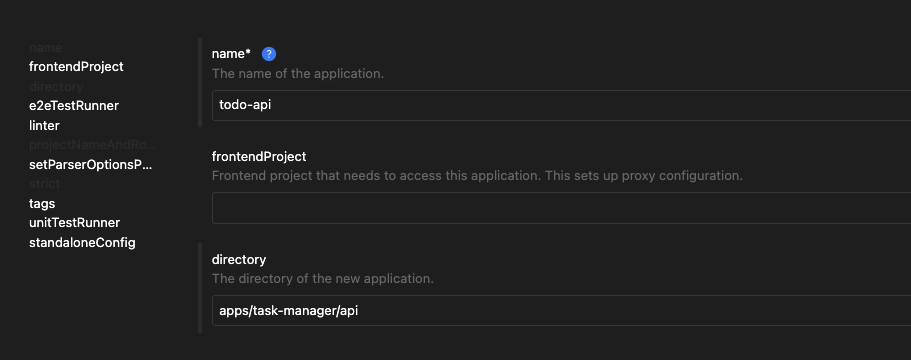 name
frontendProject
directory
e2eTestRunner
linter
projectNameAndRo...
setParserOptionsP...
strict
tags
unitTestRunner
standaloneConfig
name* ?
The name of the application.
todo-api
frontendProject
Frontend project that needs to access this application. This sets up proxy configuration.
directory
The directory of the new application.
apps/task-manager/api